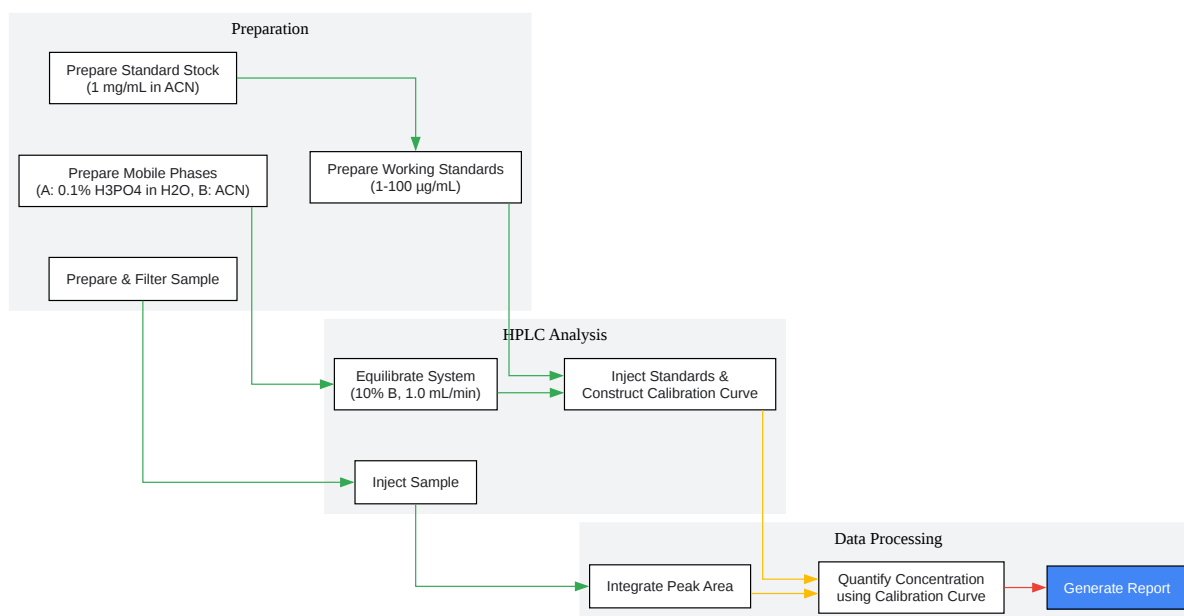 Preparation
Prepare Standard Stock
(1 mg/mL in ACN)
Prepare Mobile Phases
(A: 0.1% H3PO4 in H2O, B: ACN)
Prepare Working Standards
(1-100 µg/mL)
Prepare & Filter Sample
HPLC Analysis
Equilibrate System
(10% B, 1.0 mL/min)
Inject Standards &
Construct Calibration Curve
Inject Sample
Data Processing
Integrate Peak Area
Quantify Concentration
using Calibration Curve
Generate Report